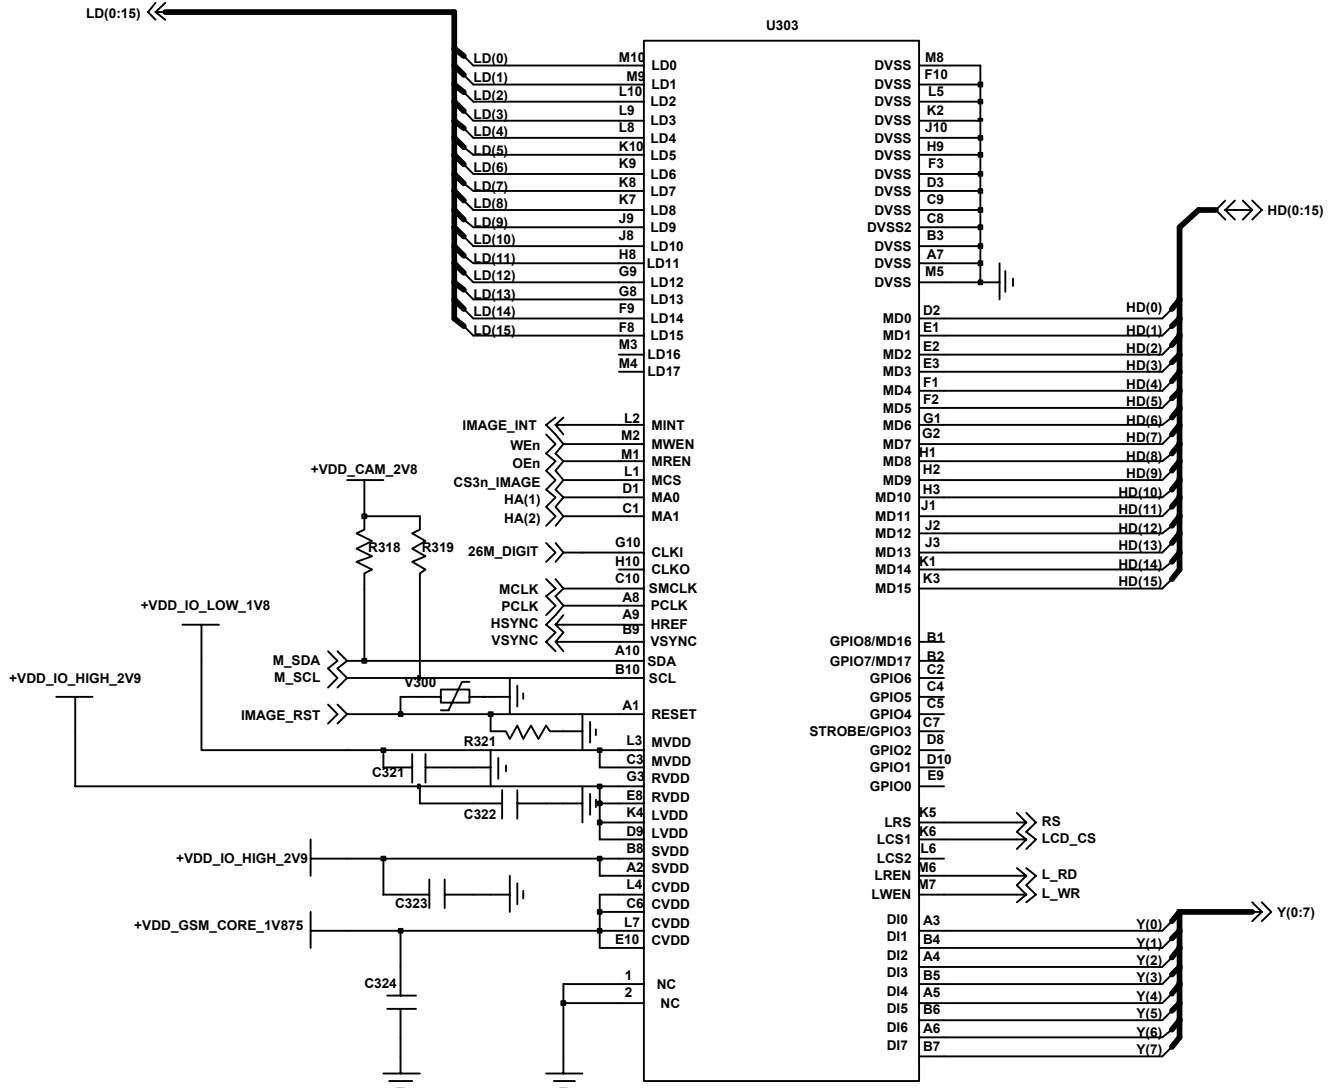 U303
LD(0:15)
LD(0) M10 LD0
LD(1) M9 LD1
LD(2) L10 LD2
LD(3) L9 LD3
LD(4) L8 LD4
LD(5) K10 LD5
LD(6) K9 LD6
LD(7) K8 LD7
LD(8) K7 LD8
LD(9) J9 LD9
LD(10) J8 LD10
LD(11) H8 LD11
LD(12) G9 LD12
LD(13) G8 LD13
LD(14) F9 LD14
LD(15) F8 LD15
M3 LD16
M4 LD17
IMAGE_INT L2 MINT
WEn M2 MWEN
OEn M1 MREN
CS3n_IMAGE L1 MCS
HA(1) D1 MA0
HA(2) C1 MA1
+VDD_CAM_2V8
R318 R319
26M_DIGIT G10 CLKI
H10 CLKO
MCLK C10 SMCLK
PCLK A8 PCLK
HSYNC A9 HREF
VSYNC B9 VSYNC
+VDD_IO_LOW_1V8
M_SDA A10 SDA
M_SCL B10 SCL
+VDD_IO_HIGH_2V9
V300
IMAGE_RST A1 RESET
R321
L3 MVDD
C3 MVDD
C321
G3 RVDD
E8 RVDD
C322
K4 LVDD
D9 LVDD
+VDD_IO_HIGH_2V9
B8 SVDD
A2 SVDD
C323
L4 CVDD
C6 CVDD
+VDD_GSM_CORE_1V875
L7 CVDD
E10 CVDD
C324
1 NC
2 NC
DVSS M8
DVSS F10
DVSS L5
DVSS K2
DVSS J10
DVSS H9
DVSS F3
DVSS D3
DVSS C9
DVSS2 C8
DVSS B3
DVSS A7
DVSS M5
HD(0:15)
MD0 D2 HD(0)
MD1 E1 HD(1)
MD2 E2 HD(2)
MD3 E3 HD(3)
MD4 F1 HD(4)
MD5 F2 HD(5)
MD6 G1 HD(6)
MD7 G2 HD(7)
MD8 H1 HD(8)
MD9 H2 HD(9)
MD10 H3 HD(10)
MD11 J1 HD(11)
MD12 J2 HD(12)
MD13 J3 HD(13)
MD14 K1 HD(14)
MD15 K3 HD(15)
GPIO8/MD16 B1
GPIO7/MD17 B2
GPIO6 C2
GPIO5 C4
GPIO4 C5
STROBE/GPIO3 C7
GPIO2 D8
GPIO1 D10
GPIO0 E9
LRS K5 RS
LCS1 K6 LCD_CS
LCS2 L6
LREN M6 L_RD
LWEN M7 L_WR
Y(0:7)
DI0 A3 Y(0)
DI1 B4 Y(1)
DI2 A4 Y(2)
DI3 B5 Y(3)
DI4 A5 Y(4)
DI5 B6 Y(5)
DI6 A6 Y(6)
DI7 B7 Y(7)